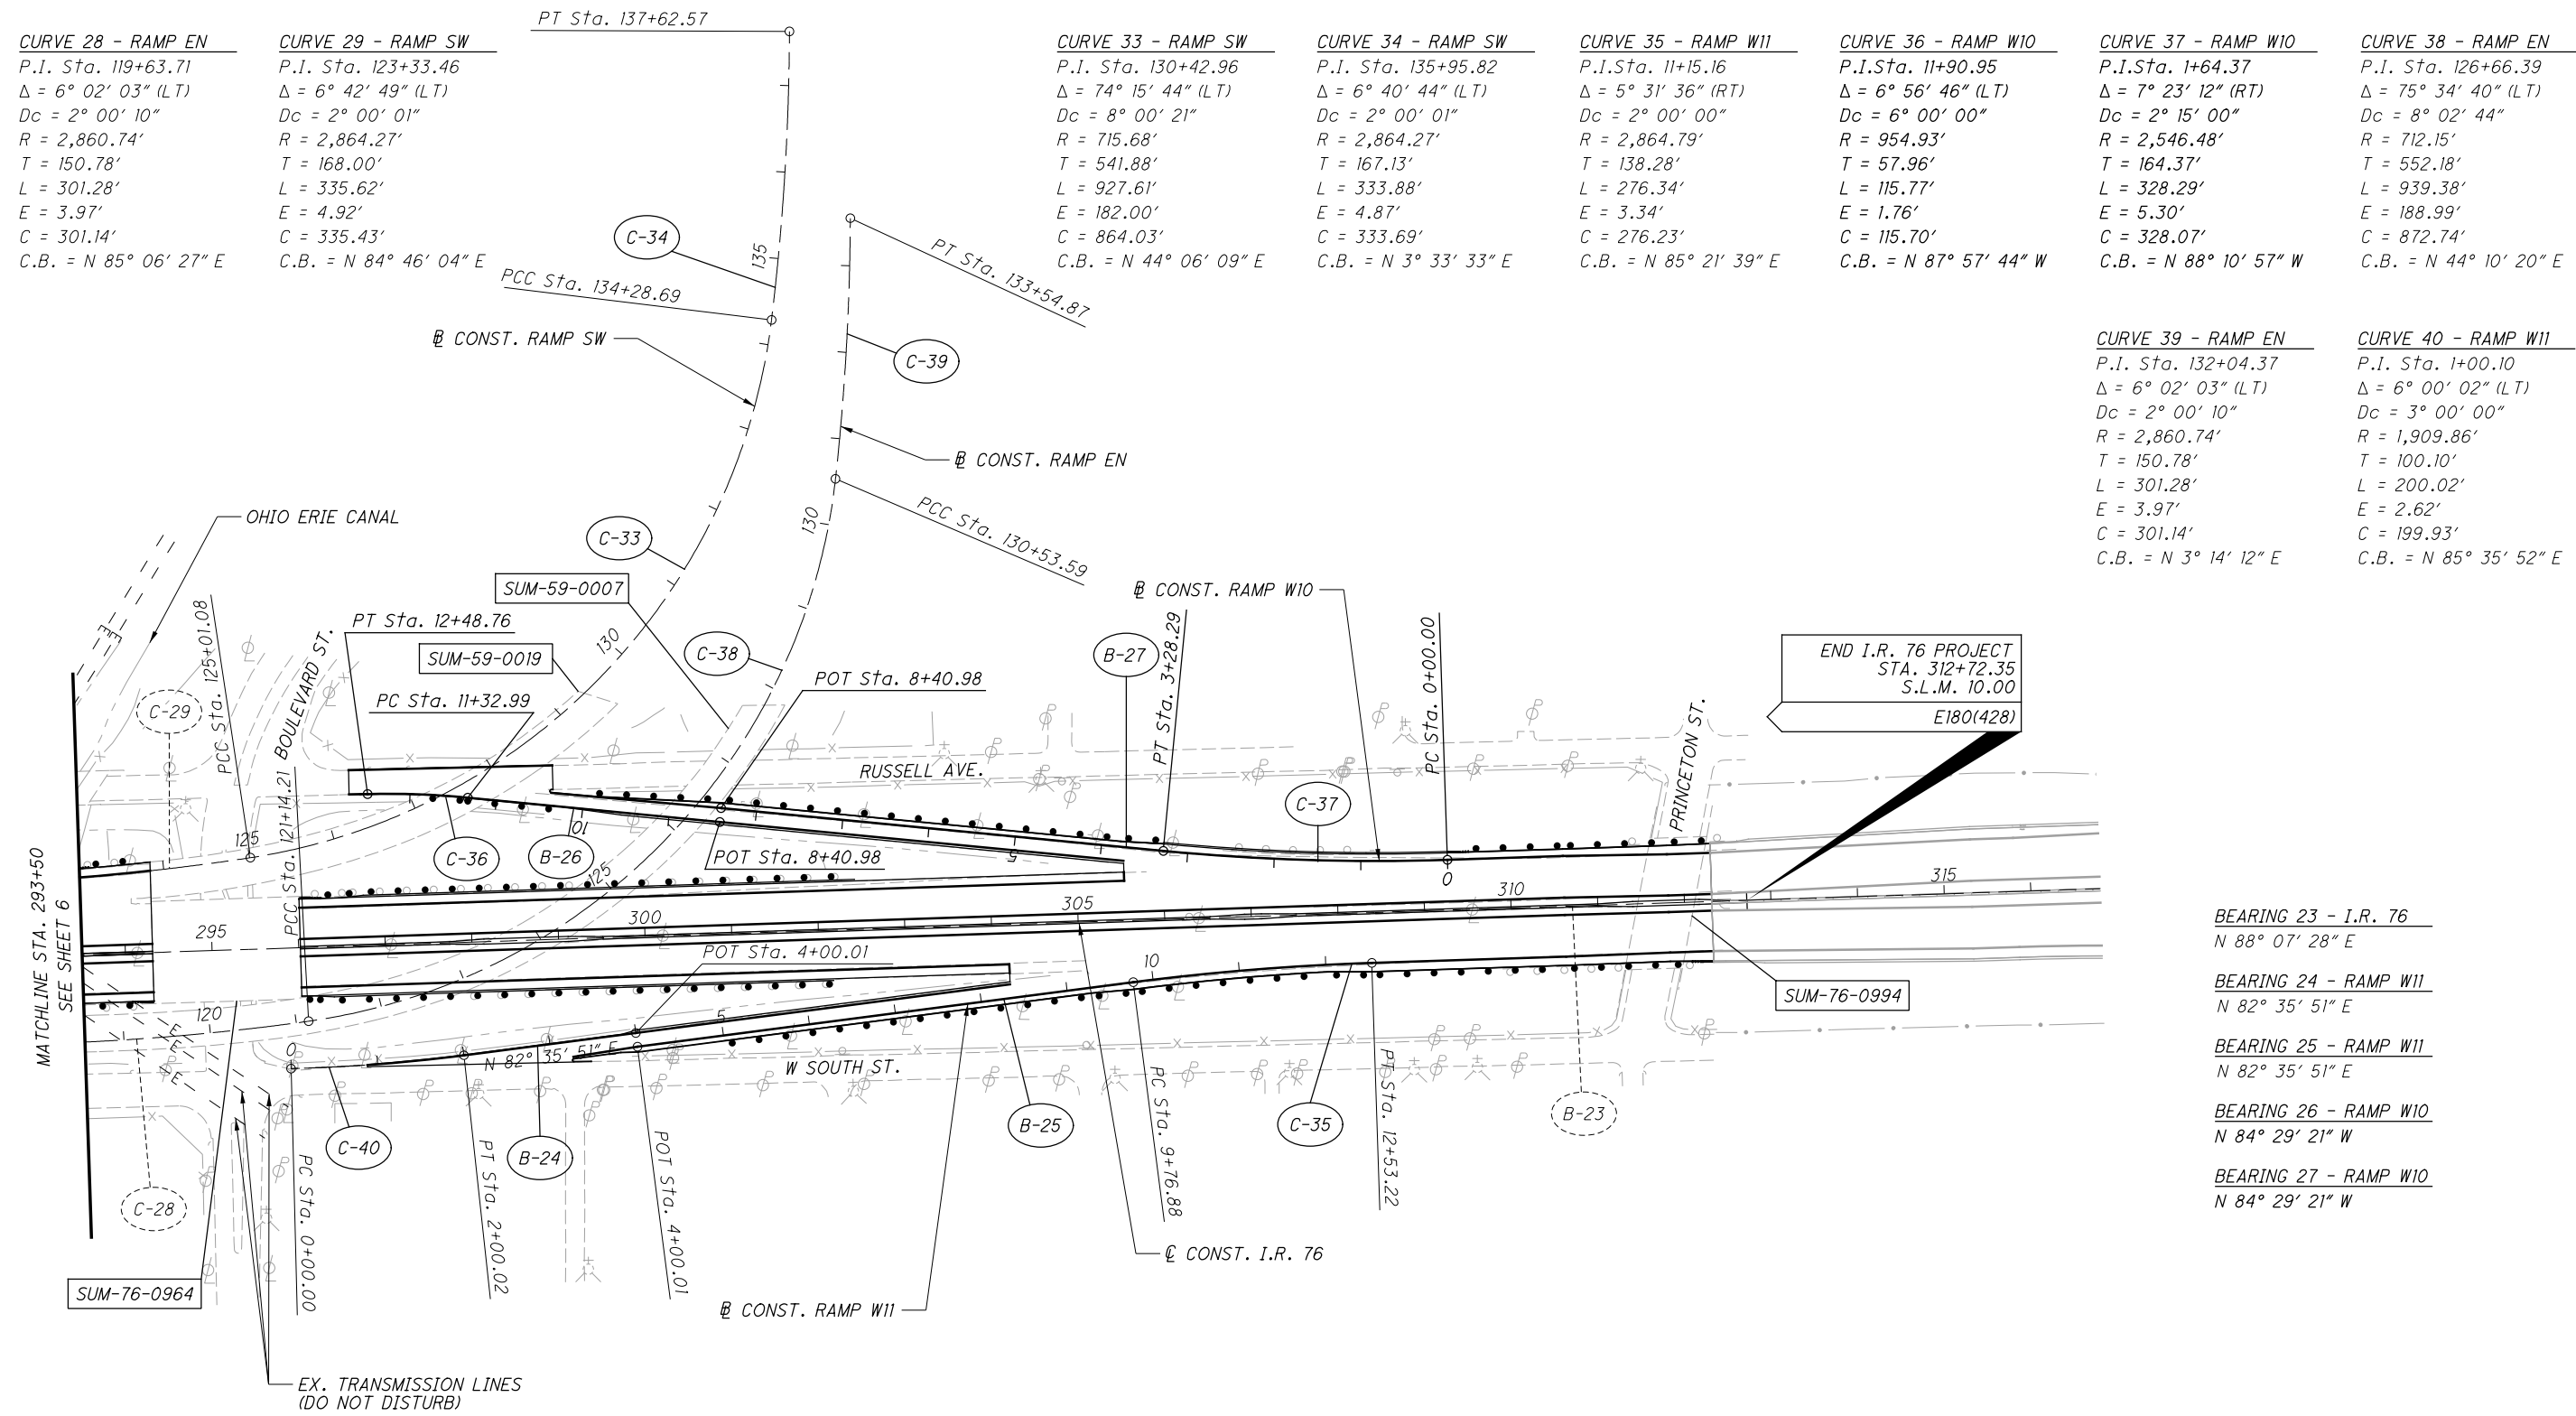 PT Sta. 137+62.57
CURVE 28 - RAMP EN
P.I. Sta. 119+63.71
Δ = 6° 02′ 03″ (LT)
Dc = 2° 00′ 10″
R = 2,860.74′
T = 150.78′
L = 301.28′
E = 3.97′
C = 301.14′
C.B. = N 85° 06′ 27″ E
CURVE 29 - RAMP SW
P.I. Sta. 123+33.46
Δ = 6° 42′ 49″ (LT)
Dc = 2° 00′ 01″
R = 2,864.27′
T = 168.00′
L = 335.62′
E = 4.92′
C = 335.43′
C.B. = N 84° 46′ 04″ E
CURVE 33 - RAMP SW
P.I. Sta. 130+42.96
Δ = 74° 15′ 44″ (LT)
Dc = 8° 00′ 21″
R = 715.68′
T = 541.88′
L = 927.61′
E = 182.00′
C = 864.03′
C.B. = N 44° 06′ 09″ E
CURVE 34 - RAMP SW
P.I. Sta. 135+95.82
Δ = 6° 40′ 44″ (LT)
Dc = 2° 00′ 01″
R = 2,864.27′
T = 167.13′
L = 333.88′
E = 4.87′
C = 333.69′
C.B. = N 3° 33′ 33″ E
CURVE 35 - RAMP W11
P.I.Sta. 11+15.16
Δ = 5° 31′ 36″ (RT)
Dc = 2° 00′ 00″
R = 2,864.79′
T = 138.28′
L = 276.34′
E = 3.34′
C = 276.23′
C.B. = N 85° 21′ 39″ E
CURVE 36 - RAMP W10
P.I.Sta. 11+90.95
Δ = 6° 56′ 46″ (LT)
Dc = 6° 00′ 00″
R = 954.93′
T = 57.96′
L = 115.77′
E = 1.76′
C = 115.70′
C.B. = N 87° 57′ 44″ W
CURVE 37 - RAMP W10
P.I.Sta. 1+64.37
Δ = 7° 23′ 12″ (RT)
Dc = 2° 15′ 00″
R = 2,546.48′
T = 164.37′
L = 328.29′
E = 5.30′
C = 328.07′
C.B. = N 88° 10′ 57″ W
CURVE 38 - RAMP EN
P.I. Sta. 126+66.39
Δ = 75° 34′ 40″ (LT)
Dc = 8° 02′ 44″
R = 712.15′
T = 552.18′
L = 939.38′
E = 188.99′
C = 872.74′
C.B. = N 44° 10′ 20″ E
CURVE 39 - RAMP EN
P.I. Sta. 132+04.37
Δ = 6° 02′ 03″ (LT)
Dc = 2° 00′ 10″
R = 2,860.74′
T = 150.78′
L = 301.28′
E = 3.97′
C = 301.14′
C.B. = N 3° 14′ 12″ E
CURVE 40 - RAMP W11
P.I. Sta. 1+00.10
Δ = 6° 00′ 02″ (LT)
Dc = 3° 00′ 00″
R = 1,909.86′
T = 100.10′
L = 200.02′
E = 2.62′
C = 199.93′
C.B. = N 85° 35′ 52″ E
C-34
135
PCC Sta. 134+28.69
PT Sta. 133+54.87
℄ CONST. RAMP SW
C-39
℄ CONST. RAMP EN
130
PCC Sta. 130+53.59
OHIO ERIE CANAL
C-33
SUM-59-0007
℄ CONST. RAMP W10
PCC Sta. 125+01.08
BOULEVARD ST.
PT Sta. 12+48.76
130
SUM-59-0019
C-38
B-27
PT Sta. 3+28.29
PC Sta. 0+00.00
END I.R. 76 PROJECT
STA. 312+72.35
S.L.M. 10.00
E180(428)
POT Sta. 8+40.98
PC Sta. 11+32.99
C-29
RUSSELL AVE.
PRINCETON ST.
C-37
125
PCC Sta. 121+14.21
C-36
10
B-26
POT Sta. 8+40.98
5
125
0
310
315
MATCHLINE STA. 293+50
SEE SHEET 6
295
300
305
POT Sta. 4+00.01
10
SUM-76-0994
120
0
5
N 82° 35′ 51″ E
W SOUTH ST.
E
E
E
C-40
B-24
B-25
C-35
B-23
C-28
PC Sta. 0+00.00
PT Sta. 2+00.02
POT Sta. 4+00.01
PC Sta. 9+76.88
PT Sta. 12+53.22
BEARING 23 - I.R. 76
N 88° 07′ 28″ E
BEARING 24 - RAMP W11
N 82° 35′ 51″ E
BEARING 25 - RAMP W11
N 82° 35′ 51″ E
BEARING 26 - RAMP W10
N 84° 29′ 21″ W
BEARING 27 - RAMP W10
N 84° 29′ 21″ W
SUM-76-0964
℄ CONST. I.R. 76
℄ CONST. RAMP W11
EX. TRANSMISSION LINES
(DO NOT DISTURB)